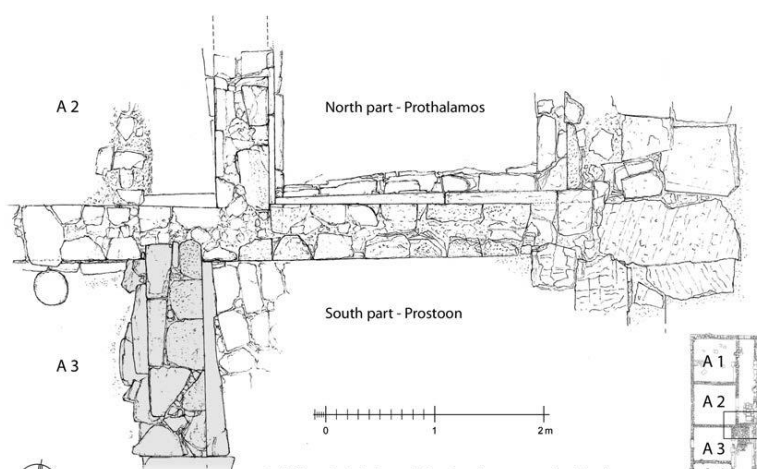 A 2
North part - Prothalamos
South part - Prostoon
A 3
0 1 2 m
A 1
A 2
A 3